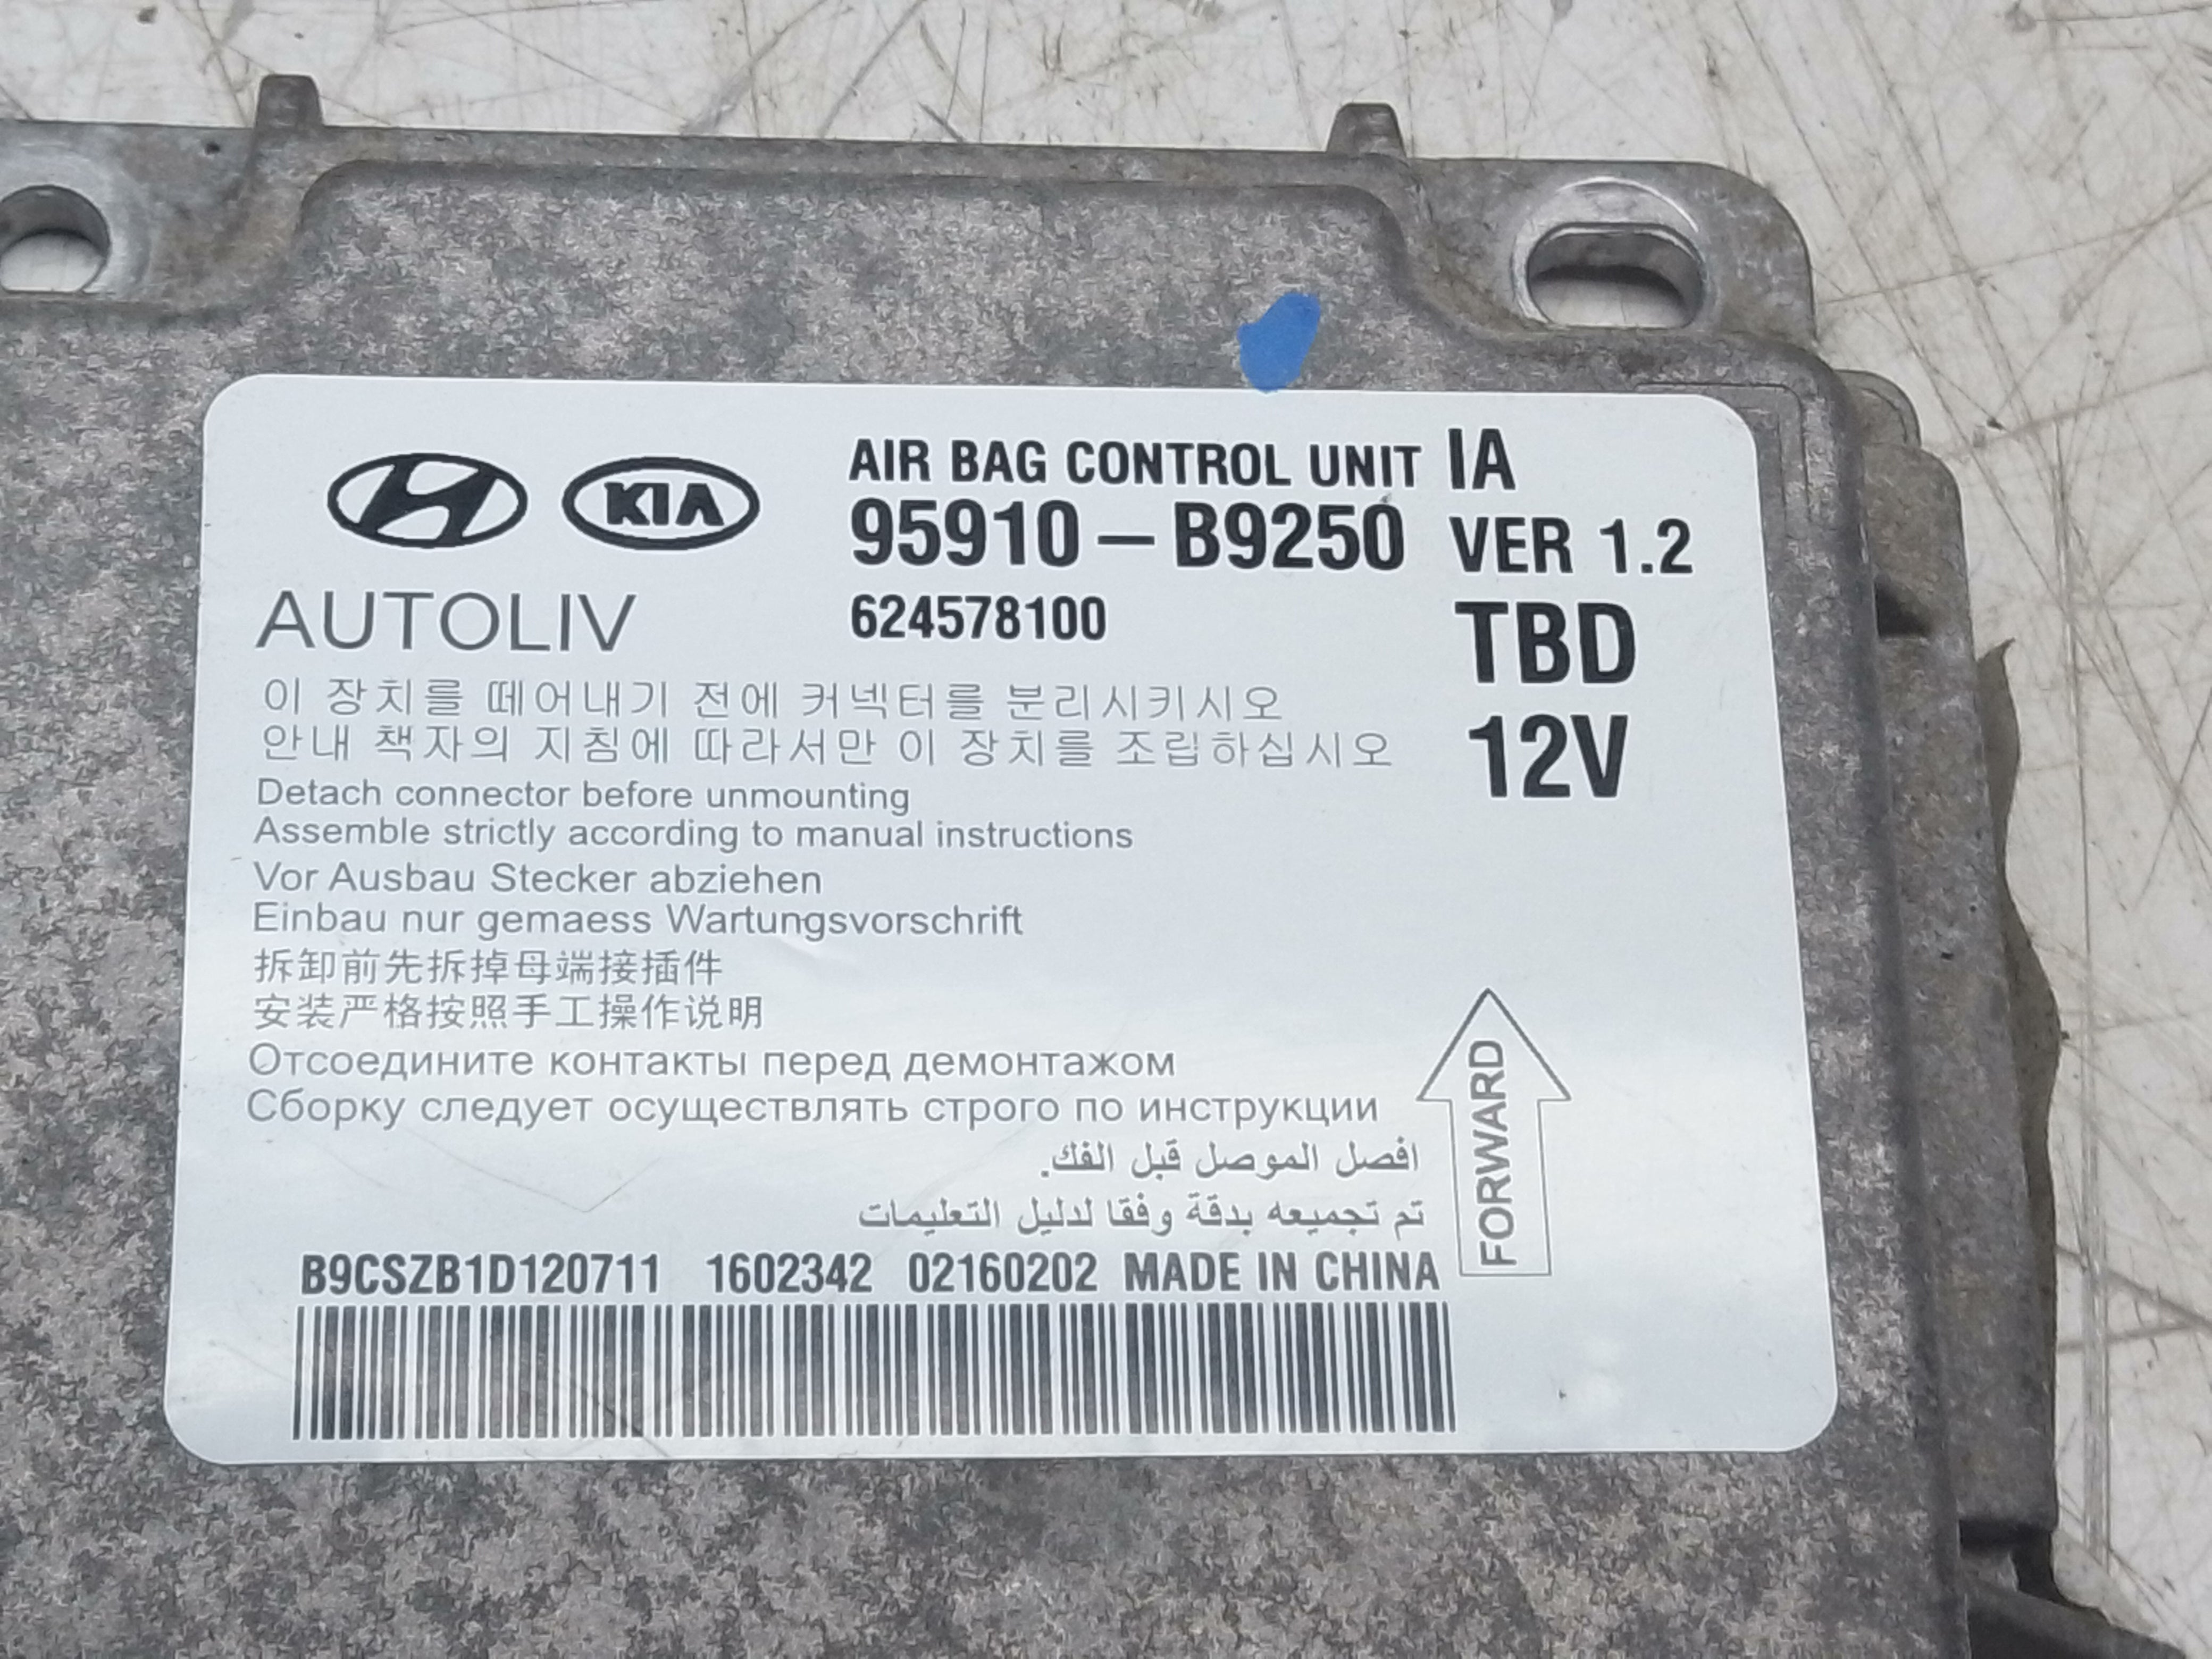 KIA
AIR BAG CONTROL UNIT IA
95910-B9250 VER 1.2
AUTOLIV 624578100 TBD
12V
이 장치를 떼어내기 전에 커넥터를 분리시키시오
안내 책자의 지침에 따라서만 이 장치를 조립하십시오
Detach connector before unmounting
Assemble strictly according to manual instructions
Vor Ausbau Stecker abziehen
Einbau nur gemaess Wartungsvorschrift
拆卸前先拆掉母端接插件
安装严格按照手工操作说明
Отсоедините контакты перед демонтажом
Сборку следует осуществлять строго по инструкции
افصل الموصل قبل الفك.
تم تجميعه بدقة وفقا لدليل التعليمات
FORWARD
B9CSZB1D120711 1602342 02160202 MADE IN CHINA